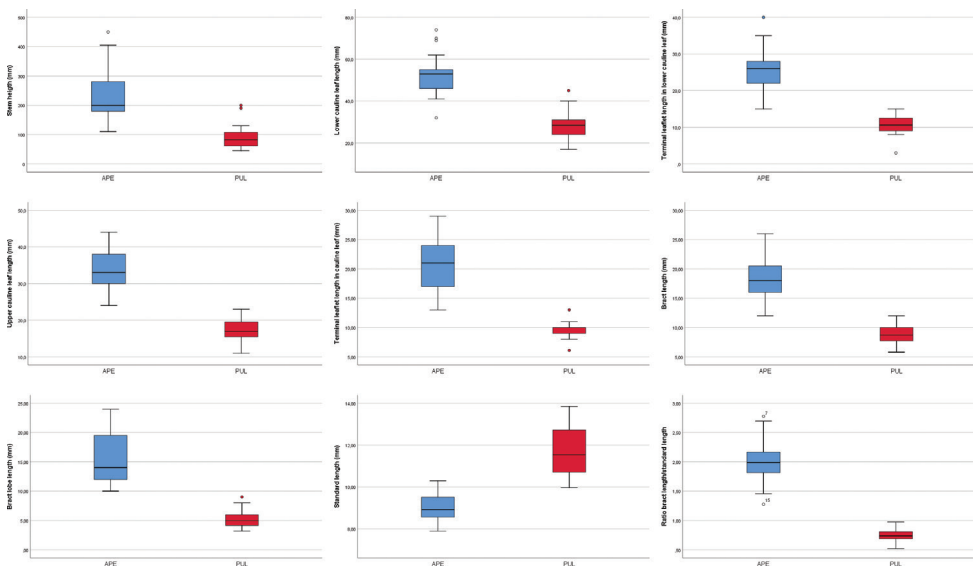 Stem heigth (mm)
500
400
300
200
100
0
APE
PUL
Lower cauline leaf length (mm)
80,0
60,0
40,0
20,0
APE
PUL
Terminal leaflet length in lower cauline leaf (mm)
40,0
30,0
20,0
10,0
,0
APE
PUL
Upper cauline leaf length (mm)
50,0
40,0
30,0
20,0
10,0
APE
PUL
Terminal leaflet length in cauline leaf (mm)
30,00
25,00
20,00
15,00
10,00
5,00
APE
PUL
Bract length (mm)
30,00
25,00
20,00
15,00
10,00
5,00
APE
PUL
Bract lobe length (mm)
25,00
20,00
15,00
10,00
5,00
,00
APE
PUL
Standard length (mm)
14,00
12,00
10,00
8,00
APE
PUL
Ratio bract length/standard length
3,00
2,50
2,00
1,50
1,00
,50
7
APE
PUL